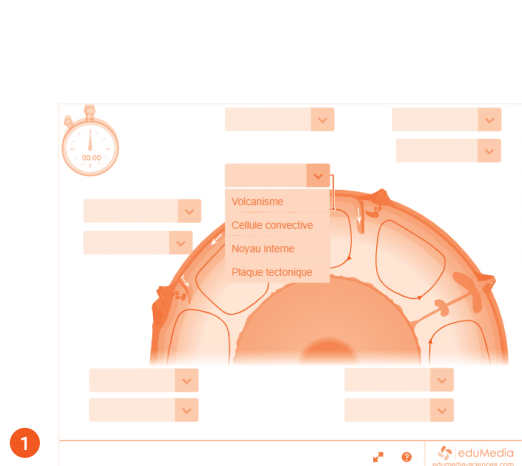 00:00
Volcanisme
Cellule convective
Noyau interne
Plaque tectonique
1
?
eduMedia
edumedia-sciences.com